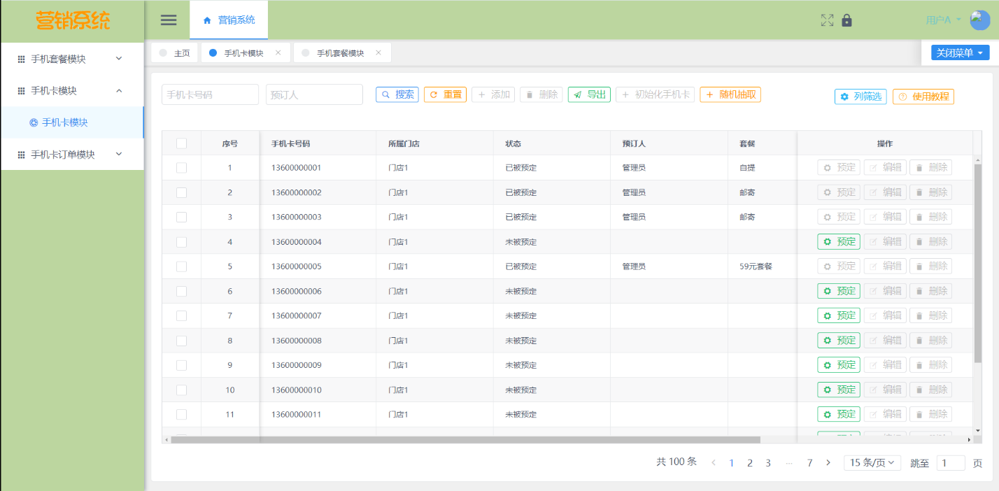 营销系统
营销系统
用户A
手机套餐模块
手机卡模块
手机卡模块
手机卡订单模块
主页 手机卡模块 手机套餐模块
关闭菜单
手机卡号码 预订人 搜索 重置 添加 删除 导出 初始化手机卡 随机抽取 列筛选 使用教程
序号 手机卡号码 所属门店 状态 预订人 套餐 操作
1 13600000001 门店1 已被预定 管理员 自提 预定 编辑 删除
2 13600000002 门店1 已被预定 管理员 邮寄 预定 编辑 删除
3 13600000003 门店1 已被预定 管理员 邮寄 预定 编辑 删除
4 13600000004 门店1 未被预定 预定 编辑 删除
5 13600000005 门店1 已被预定 管理员 59元套餐 预定 编辑 删除
6 13600000006 门店1 未被预定 预定 编辑 删除
7 13600000007 门店1 未被预定 预定 编辑 删除
8 13600000008 门店1 未被预定 预定 编辑 删除
9 13600000009 门店1 未被预定 预定 编辑 删除
10 13600000010 门店1 未被预定 预定 编辑 删除
11 13600000011 门店1 未被预定 预定 编辑 删除
共 100 条 1 2 3 ··· 7 15 条/页 跳至 1 页